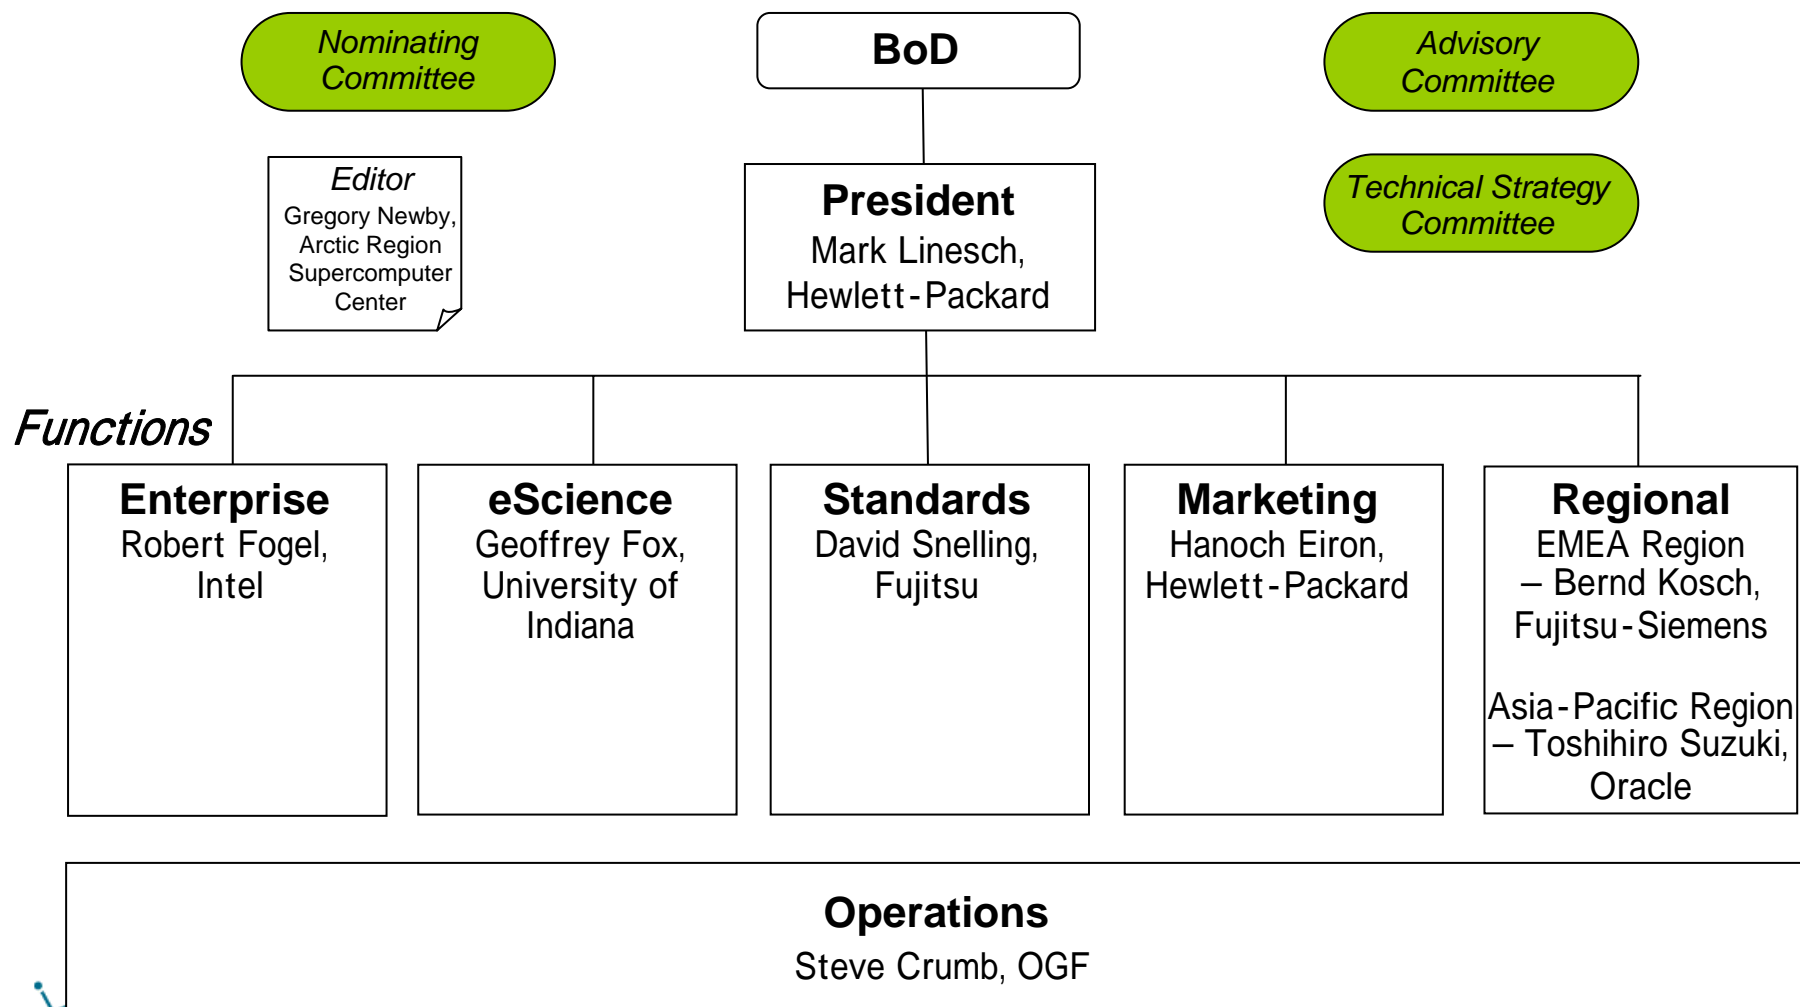 Nominating
Committee
BoD
Advisory
Committee
Editor
Gregory Newby,
Arctic Region
Supercomputer
Center
President
Mark Linesch,
Hewlett-Packard
Technical Strategy
Committee
Functions
Enterprise
Robert Fogel,
Intel
eScience
Geoffrey Fox,
University of
Indiana
Standards
David Snelling,
Fujitsu
Marketing
Hanoch Eiron,
Hewlett-Packard
Regional
EMEA Region
– Bernd Kosch,
Fujitsu-Siemens
Asia-Pacific Region
– Toshihiro Suzuki,
Oracle
Operations
Steve Crumb, OGF